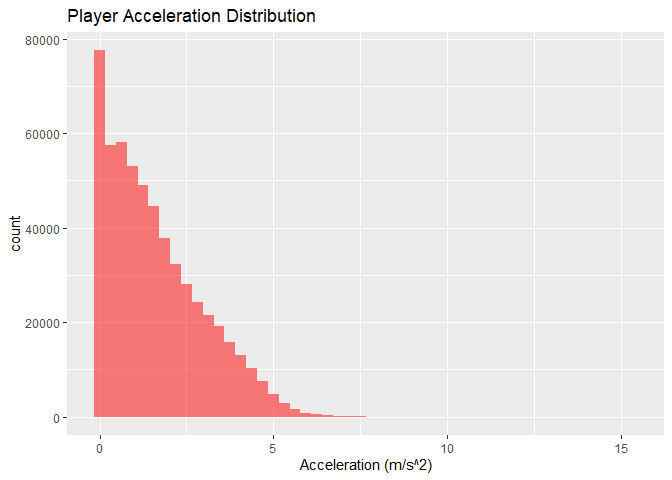 Player Acceleration Distribution
80000
60000
40000
20000
0
count
0 5 10 15
Acceleration (m/s^2)